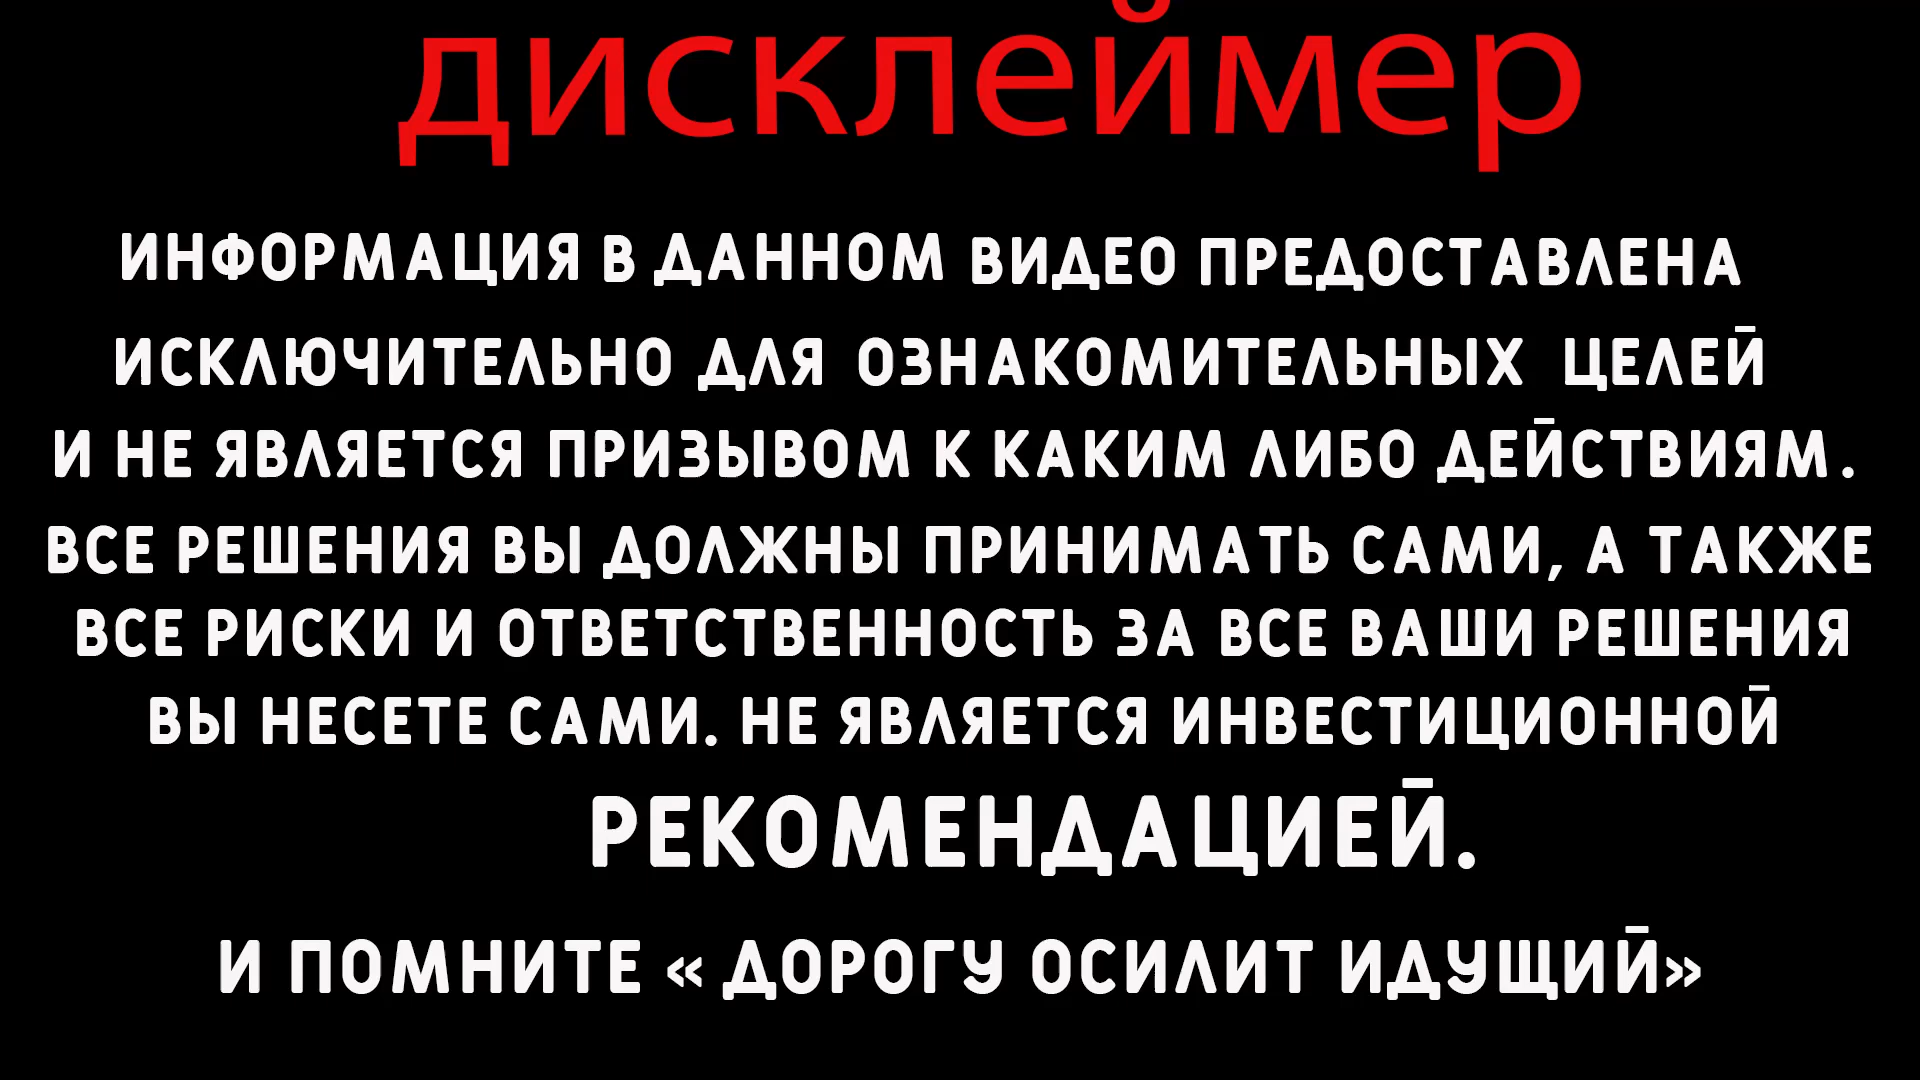 дисклеймер
ИНФОРМАЦИЯ В ДАННОМ ВИДЕО ПРЕДОСТАВЛЕНА
ИСКЛЮЧИТЕЛЬНО ДЛЯ ОЗНАКОМИТЕЛЬНЫХ ЦЕЛЕЙ
И НЕ ЯВЛЯЕТСЯ ПРИЗЫВОМ К КАКИМ ЛИБО ДЕЙСТВИЯМ.
ВСЕ РЕШЕНИЯ ВЫ ДОЛЖНЫ ПРИНИМАТЬ САМИ, А ТАКЖЕ
ВСЕ РИСКИ И ОТВЕТСТВЕННОСТЬ ЗА ВСЕ ВАШИ РЕШЕНИЯ
ВЫ НЕСЕТЕ САМИ. НЕ ЯВЛЯЕТСЯ ИНВЕСТИЦИОННОЙ
РЕКОМЕНДАЦИЕЙ.
И ПОМНИТЕ « ДОРОГУ ОСИЛИТ ИДУЩИЙ»